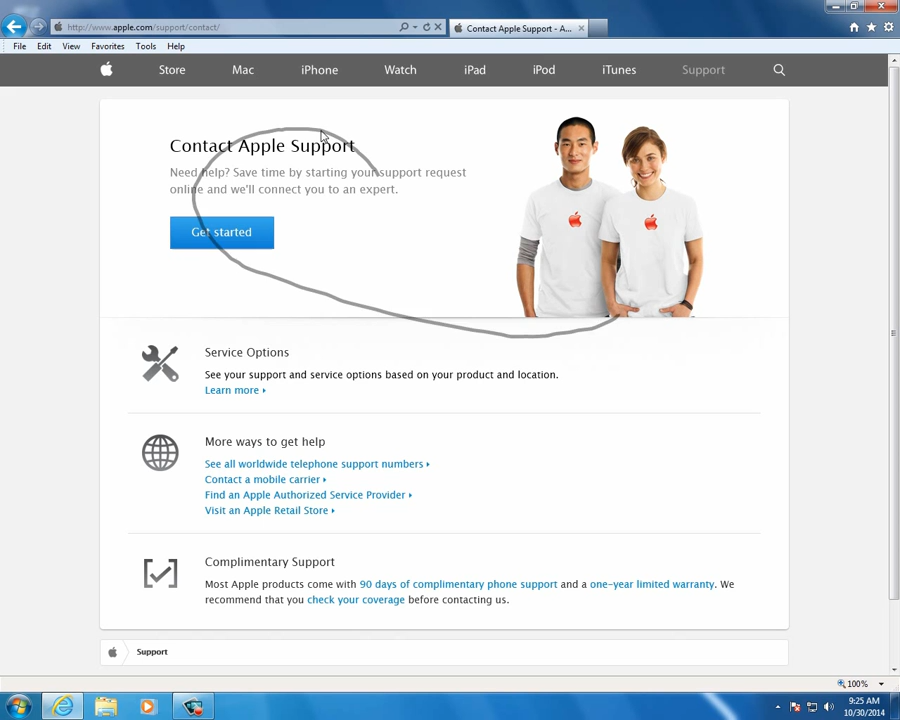 http://www.apple.com/support/contact/
Contact Apple Support - A...
File Edit View Favorites Tools Help
Store Mac iPhone Watch iPad iPod iTunes Support
Contact Apple Support
Need help? Save time by starting your support request
online and we'll connect you to an expert.
Get started
Service Options
See your support and service options based on your product and location.
Learn more
More ways to get help
See all worldwide telephone support numbers
Contact a mobile carrier
Find an Apple Authorized Service Provider
Visit an Apple Retail Store
Complimentary Support
Most Apple products come with 90 days of complimentary phone support and a one-year limited warranty. We
recommend that you check your coverage before contacting us.
Support
100%
9:25 AM
10/30/2014